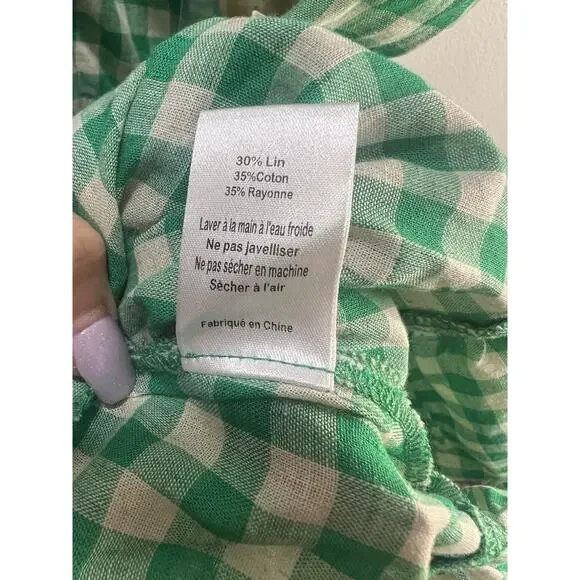 30% Lin
35%Coton
35% Rayonne
Laver à la main à l'eau froide
Ne pas javelliser
Ne pas sécher en machine
Sécher à l'air
Fabriqué en Chine